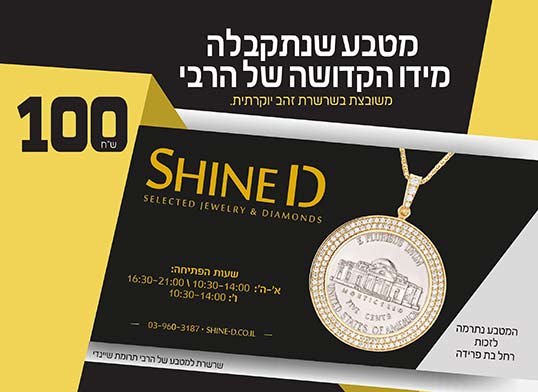 מטבע שנתקבלה
מידו הקדושה של הרבי
משובצת בשרשרת זהב יוקרתית.
100
ש"ח
SHINE D
SELECTED JEWELRY & DIAMONDS
שעות הפתיחה:
א'-ה': 10:30-14:00 \ 16:30-21:00
ו': 10:30-14:00
03-960-3187 · SHINE-D.CO.IL
E PLURIBUS UNUM
MONTICELLO
FIVE CENTS
UNITED STATES OF AMERICA
המטבע נתרמה
לזכות
רחל בת פרידה
שרשרת למטבע של הרבי תרומת שיינדי